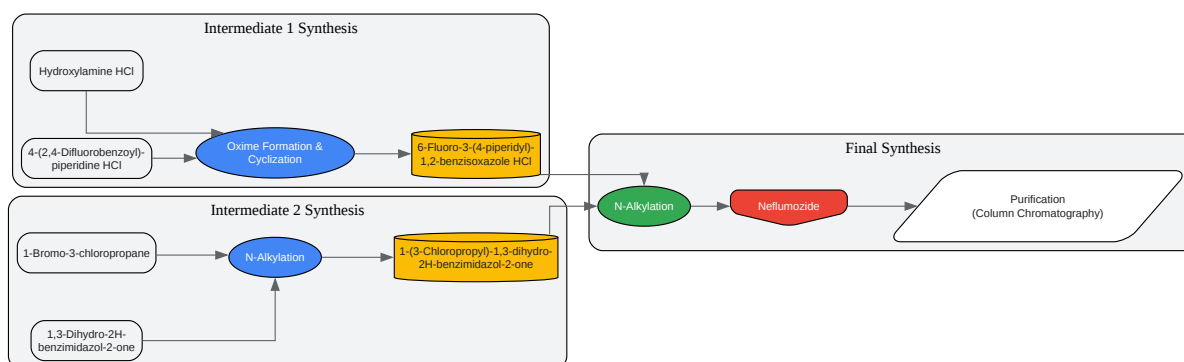 Intermediate 1 Synthesis
Hydroxylamine HCl
4-(2,4-Difluorobenzoyl)-
piperidine HCl
Oxime Formation &
Cyclization
6-Fluoro-3-(4-piperidyl)-
1,2-benzisoxazole HCl
Intermediate 2 Synthesis
1-Bromo-3-chloropropane
N-Alkylation
1-(3-Chloropropyl)-1,3-dihydro-
2H-benzimidazol-2-one
1,3-Dihydro-2H-
benzimidazol-2-one
Final Synthesis
N-Alkylation
Neflumozide
Purification
(Column Chromatography)